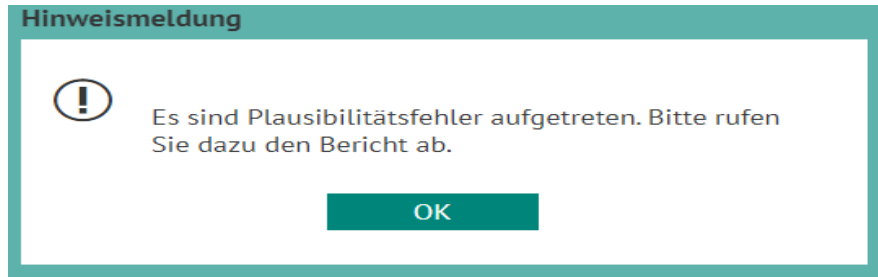 Hinweismeldung
Es sind Plausibilitätsfehler aufgetreten. Bitte rufen
Sie dazu den Bericht ab.
OK